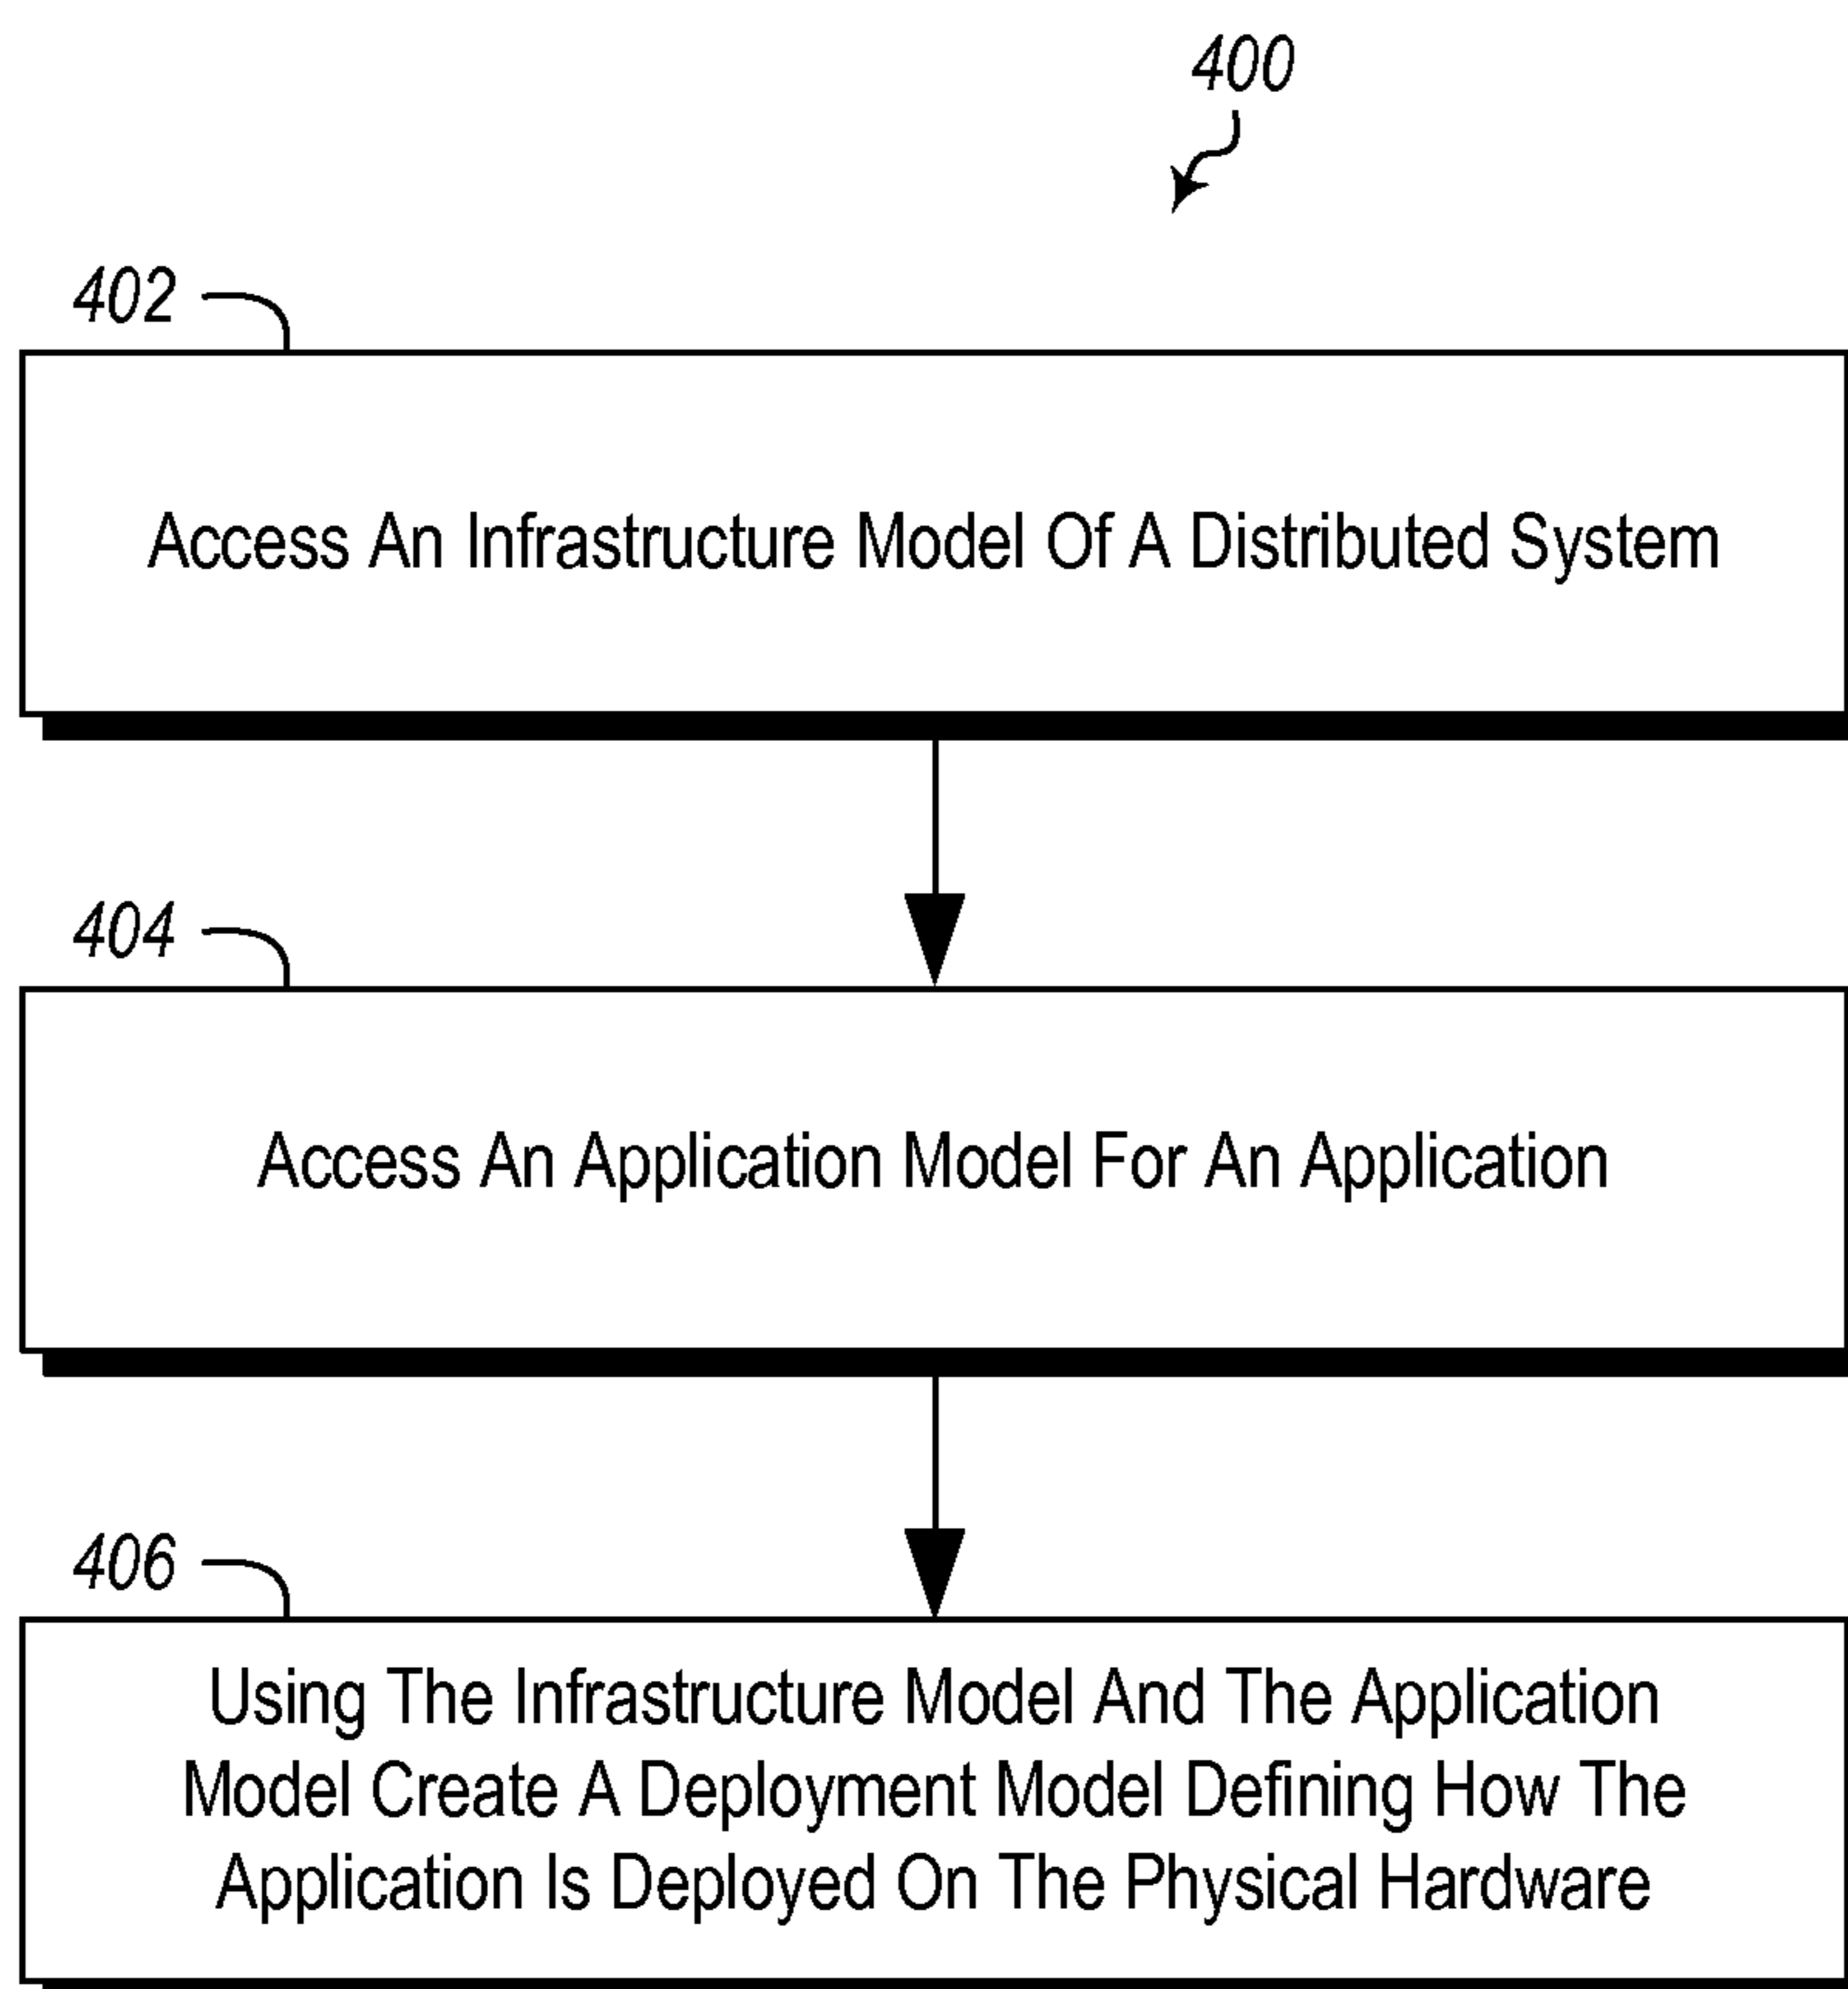 400
402
Access An Infrastructure Model Of A Distributed System
404
Access An Application Model For An Application
406
Using The Infrastructure Model And The Application
Model Create A Deployment Model Defining How The
Application Is Deployed On The Physical Hardware